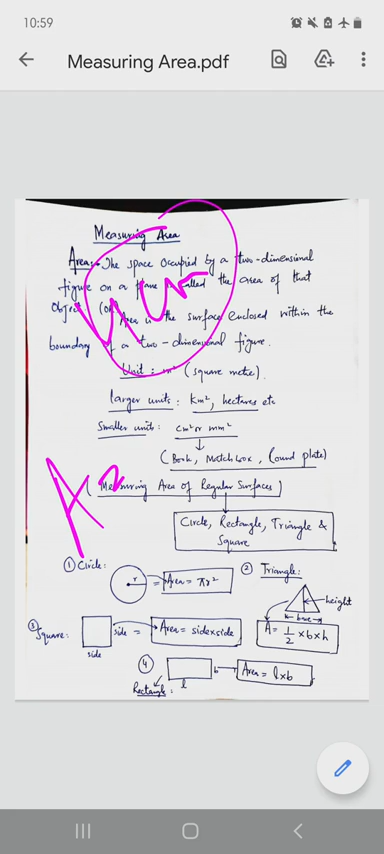 10:59
Measuring Area.pdf
Measuring Area
Area:- The space occupied by a two-dimensional
figure on a plane called the area of that
Object (or
Area is the surface enclosed within the
boundary of a two-dimensional figure.
Unit: m² (square metre).
larger units: km², hectares etc
Smaller unit: cm² or mm²
(Book, Matchbox, Round plate)
A2
(Measuring Area of Regular Surfaces)
Circle, Rectangle, Triangle &
Square
① Circle:
r
= Area = πr²
② Triangle:
height
base
A = 1/2 × b × h
③ Square:
side =
side
Area = side×side
④
Rectangle:
l
b
Area = l×b